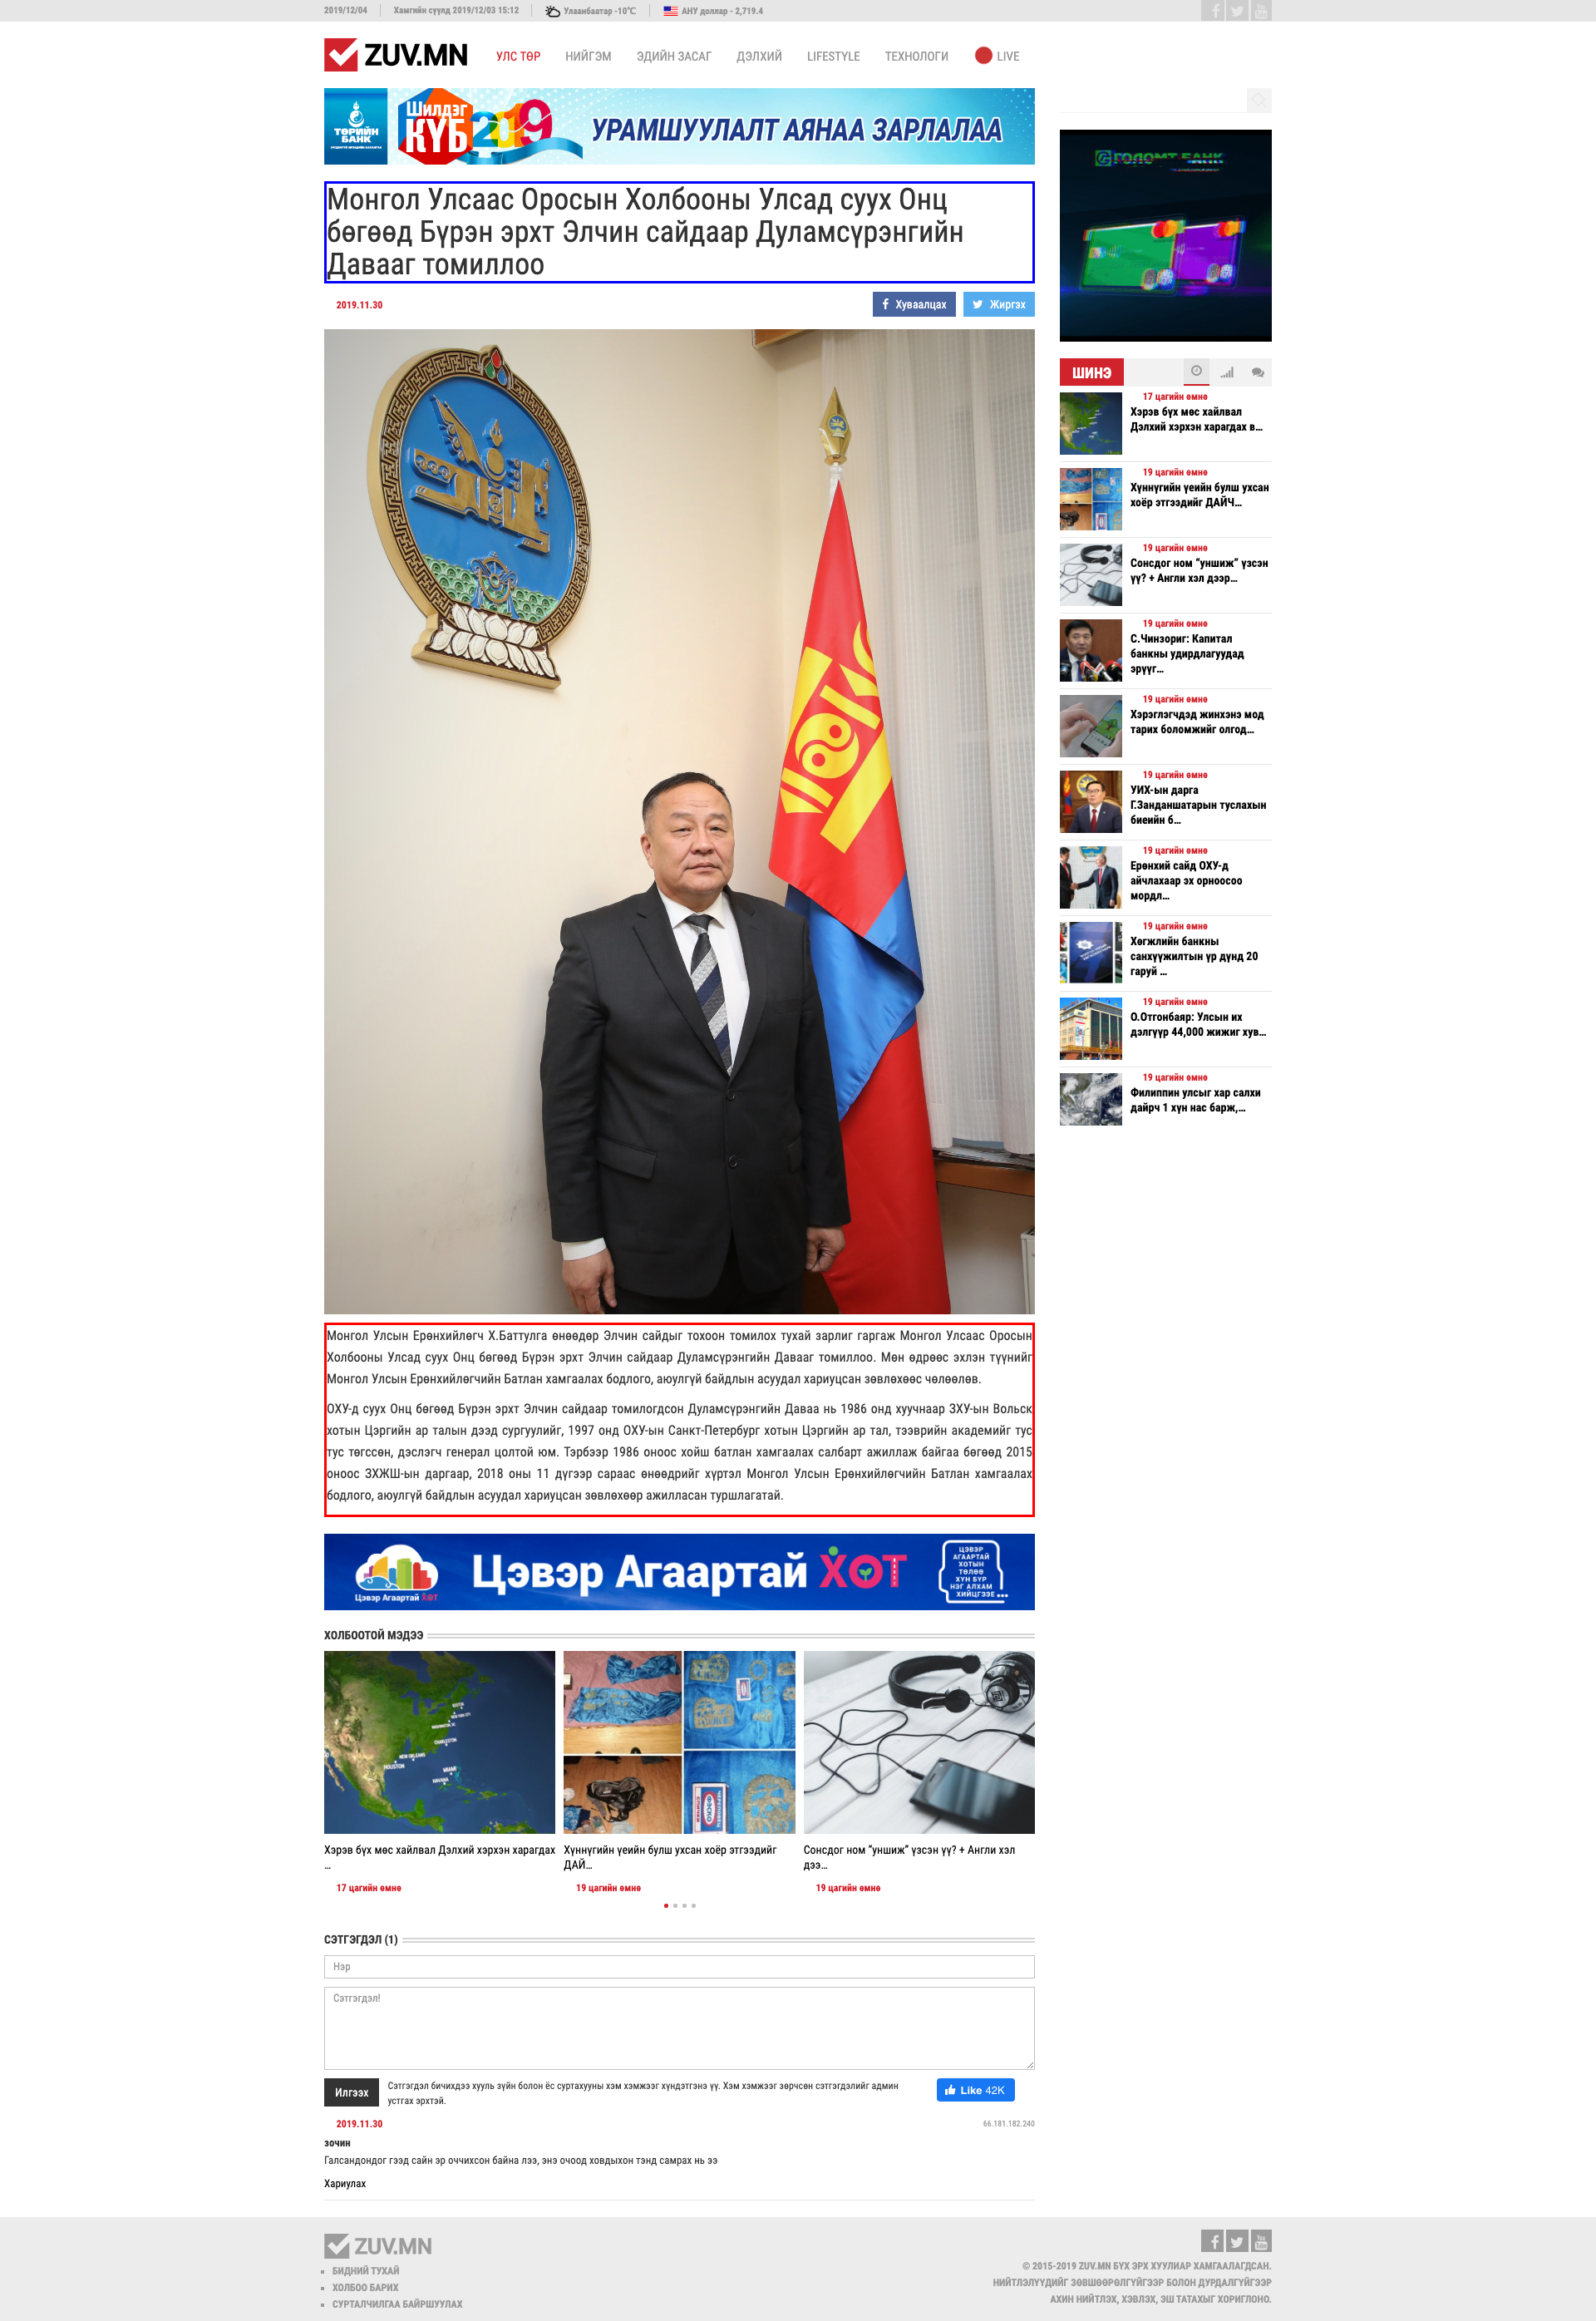 2019/12/04
Хамгийн сүүлд 2019/12/03 15:12
Улаанбаатар -10℃
АНУ доллар - 2,719.4
ZUV.MN
УЛС ТӨР
НИЙГЭМ
ЭДИЙН ЗАСАГ
ДЭЛХИЙ
LIFESTYLE
ТЕХНОЛОГИ
LIVE
ТӨРИЙН
БАНК
Шилдэг
КҮБ 2019
УРАМШУУЛАЛТ АЯНАА ЗАРЛАЛАА
Монгол Улсаас Оросын Холбооны Улсад суух Онц
бөгөөд Бүрэн эрхт Элчин сайдаар Дуламсүрэнгийн
Давааг томиллоо
2019.11.30
Хуваалцах
Жиргэх
Монгол Улсын Ерөнхийлөгч Х.Баттулга өнөөдөр Элчин сайдыг тохоон томилох тухай зарлиг гаргаж Монгол Улсаас Оросын
Холбооны Улсад суух Онц бөгөөд Бүрэн эрхт Элчин сайдаар Дуламсүрэнгийн Давааг томиллоо. Мөн өдрөөс эхлэн түүнийг
Монгол Улсын Ерөнхийлөгчийн Батлан хамгаалах бодлого, аюулгүй байдлын асуудал хариуцсан зөвлөхөөс чөлөөлөв.
ОХУ-д суух Онц бөгөөд Бүрэн эрхт Элчин сайдаар томилогдсон Дуламсүрэнгийн Даваа нь 1986 онд хуучнаар ЗХУ-ын Вольск
хотын Цэргийн ар талын дээд сургуулийг, 1997 онд ОХУ-ын Санкт-Петербург хотын Цэргийн ар тал, тээврийн академийг тус
тус төгссөн, дэслэгч генерал цолтой юм. Тэрбээр 1986 оноос хойш батлан хамгаалах салбарт ажиллаж байгаа бөгөөд 2015
оноос ЗХЖШ-ын даргаар, 2018 оны 11 дүгээр сараас өнөөдрийг хүртэл Монгол Улсын Ерөнхийлөгчийн Батлан хамгаалах
бодлого, аюулгүй байдлын асуудал хариуцсан зөвлөхөөр ажилласан туршлагатай.
Цэвэр Агаартай ХОТ
Цэвэр Агаартай ХОТ
ЦЭВЭР
АГААРТАЙ
ХОТЫН
ТӨЛӨӨ
ХҮН БҮР
НЭГ АЛХАМ
ХИЙЦГЭЭЕ...
ХОЛБООТОЙ МЭДЭЭ
BOSTON
NEW YORK CITY
WASHINGTON, DC
CHARLESTON
NEW ORLEANS
HOUSTON
MIAMI
HAVANA
Хэрэв бүх мөс хайлвал Дэлхий хэрхэн харагдах
...
17 цагийн өмнө
Хүннүгийн үеийн булш ухсан хоёр этгээдийг
ДАЙ...
19 цагийн өмнө
Сонсдог ном “уншиж” үзсэн үү? + Англи хэл
дээ...
19 цагийн өмнө
СЭТГЭГДЭЛ (1)
Нэр
Сэтгэгдэл!
Илгээх
Сэтгэгдэл бичихдээ хууль зүйн болон ёс суртахууны хэм хэмжээг хүндэтгэнэ үү. Хэм хэмжээг зөрчсөн сэтгэгдэлийг админ
устгах эрхтэй.
Like 42K
2019.11.30
66.181.182.240
зочин
Галсандондог гээд сайн эр оччихсон байна лээ, энэ очоод ховдыхон тэнд самрах нь ээ
Хариулах
ГОЛОМТ БАНК
ШИНЭ
17 цагийн өмнө
Хэрэв бүх мөс хайлвал
Дэлхий хэрхэн харагдах в...
19 цагийн өмнө
Хүннүгийн үеийн булш ухсан
хоёр этгээдийг ДАЙЧ...
19 цагийн өмнө
Сонсдог ном “уншиж” үзсэн
үү? + Англи хэл дээр...
19 цагийн өмнө
С.Чинзориг: Капитал
банкны удирдлагуудад
эрүүг...
19 цагийн өмнө
Хэрэглэгчдэд жинхэнэ мод
тарих боломжийг олгод...
19 цагийн өмнө
УИХ-ын дарга
Г.Занданшатарын туслахын
биеийн б...
19 цагийн өмнө
Ерөнхий сайд ОХУ-д
айчлахаар эх орноосоо
мордл...
19 цагийн өмнө
Хөгжлийн банкны
санхүүжилтын үр дүнд 20
гаруй ...
19 цагийн өмнө
О.Отгонбаяр: Улсын их
дэлгүүр 44,000 жижиг хув...
19 цагийн өмнө
Филиппин улсыг хар салхи
дайрч 1 хүн нас барж,...
ZUV.MN
БИДНИЙ ТУХАЙ
ХОЛБОО БАРИХ
СУРТАЛЧИЛГАА БАЙРШУУЛАХ
© 2015-2019 ZUV.MN БҮХ ЭРХ ХУУЛИАР ХАМГААЛАГДСАН.
НИЙТЛЭЛҮҮДИЙГ ЗӨВШӨӨРӨЛГҮЙГЭЭР БОЛОН ДУРДАЛГҮЙГЭЭР
АХИН НИЙТЛЭХ, ХЭВЛЭХ, ЭШ ТАТАХЫГ ХОРИГЛОНО.